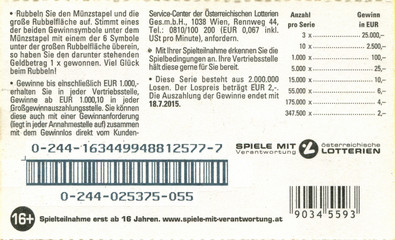 • Rubbeln Sie den Münzstapel und die
große Rubbelfläche auf. Stimmt eines
der beiden Gewinnsymbole unter dem
Münzstapel mit einem der 6 Symbole
unter der großen Rubbelfläche überein,
so haben Sie den darunter stehenden
Geldbetrag 1 x gewonnen. Viel Glück
beim Rubbeln!
• Gewinne bis einschließlich EUR 1.000,-
erhalten Sie in jeder Vertriebsstelle,
Gewinne ab EUR 1.000,10 in jeder
Großgewinnauszahlungsstelle. Sie können
diese auch mit einer Gewinnanforderung
(liegt in jeder Annahmestelle auf) zusammen
mit dem Gewinnlos direkt vom Kunden-
Service-Center der Österreichischen Lotterien
Ges.m.b.H., 1038 Wien, Rennweg 44,
Tel.: 0810/100 200 (EUR 0,067 inkl.
USt pro Minute), anfordern.
• Mit Ihrer Spielteilnahme erkennen Sie die
Spielbedingungen an. Ihre Vertriebsstelle
hält diese gerne für Sie bereit.
• Diese Serie besteht aus 2.000.000
Losen. Der Lospreis beträgt EUR 2,-.
Die Auszahlung der Gewinne endet mit
18.7.2015.
Anzahl Gewinne
pro Serie in EUR
3 x 25.000,-
10 x 2.500,-
1.000 x 100,-
5.000 x 25,-
15.000 x 10,-
55.000 x 6,-
175.000 x 4,-
347.500 x 2,-
0-244-163449948812577-7
0-244-025375-055
SPIELE MIT
Verantwortung
österreichische
LOTTERIEN
9034 5593
16+ Spielteilnahme erst ab 16 Jahren. www.spiele-mit-verantwortung.at